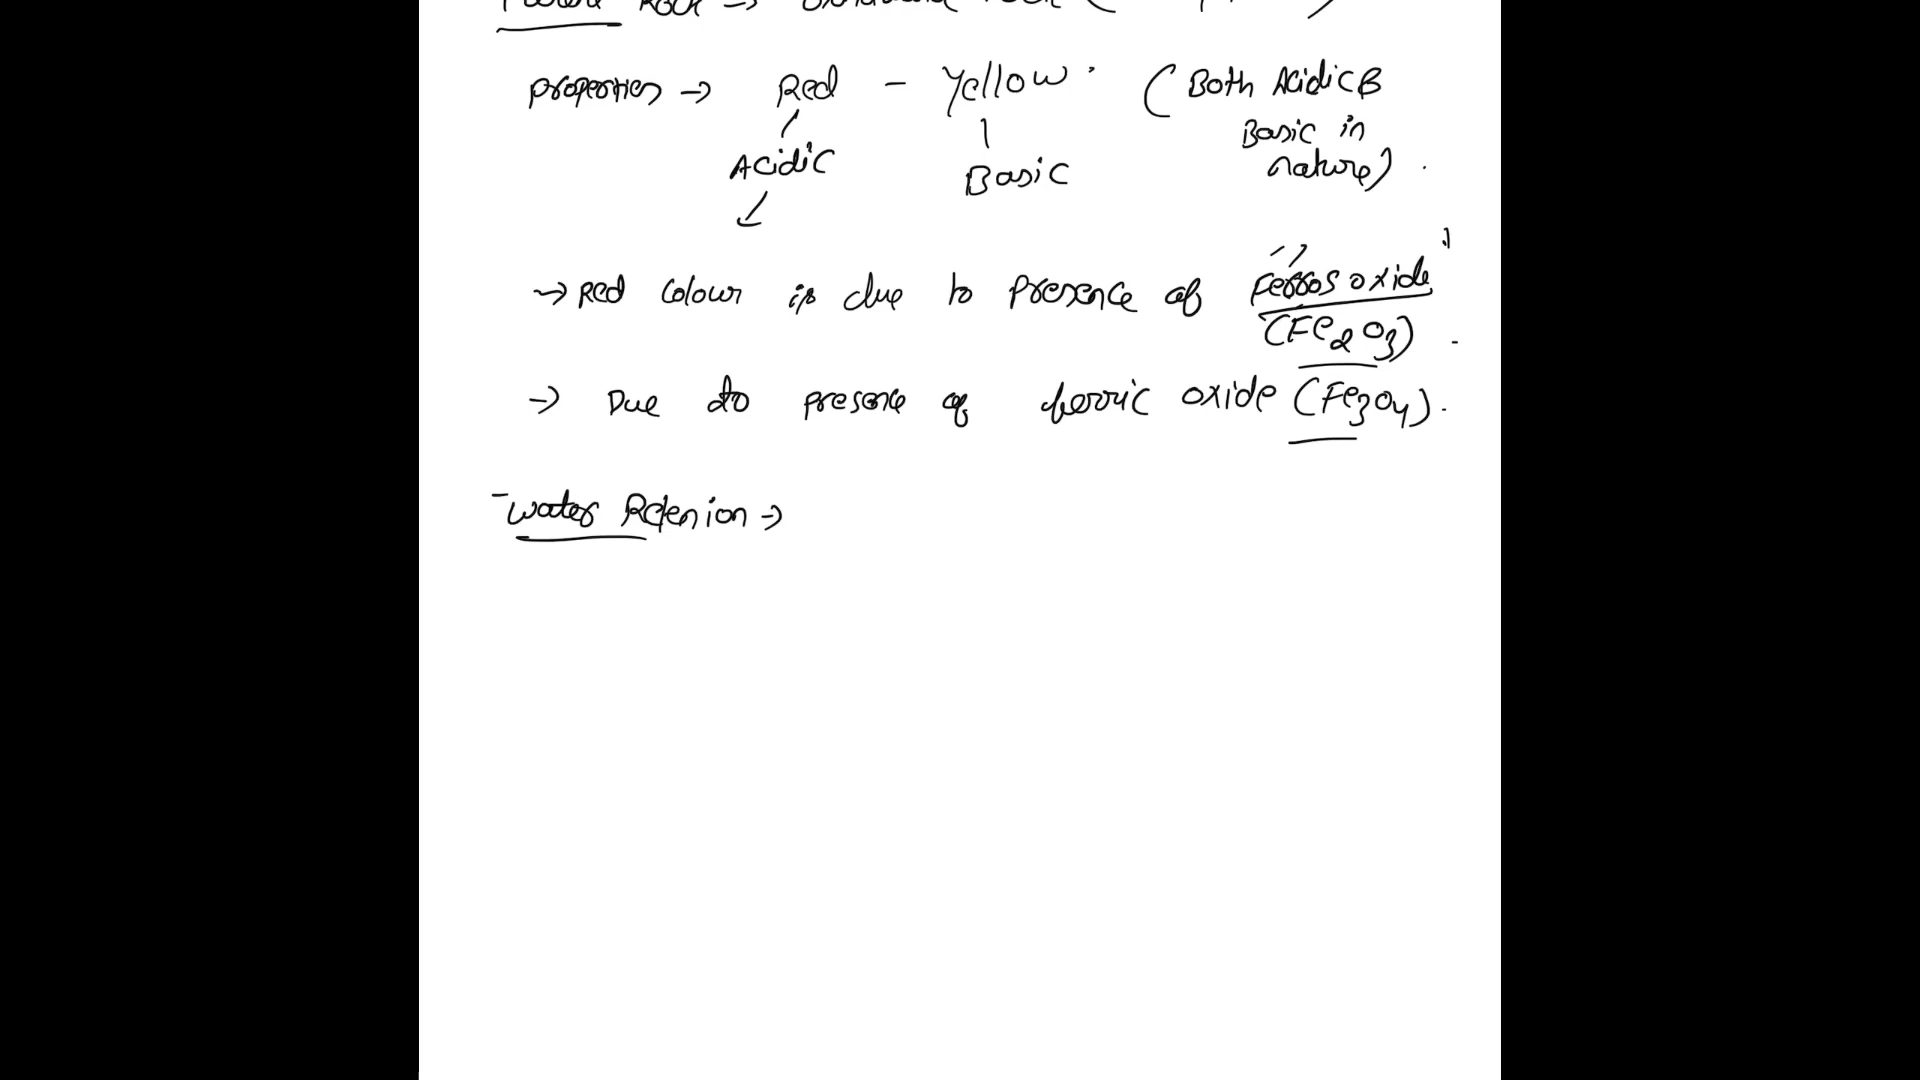 Rock →
Properties → Red - Yellow. (Both Acidic &
Basic in
nature).
Acidic Basic
→ Red colour is due to presence of Ferros oxide
(Fe2O3).
→ Due to presence of ferric oxide (Fe3O4).
- Water Retenion →